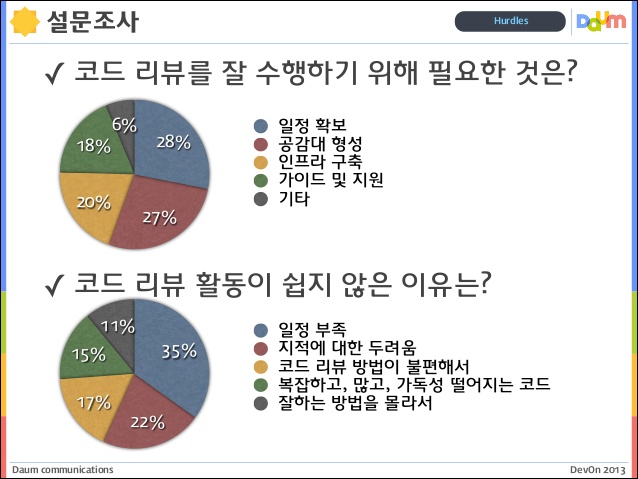 설문조사
Hurdles
Daum
✓ 코드 리뷰를 잘 수행하기 위해 필요한 것은?
6%
28%
18%
20%
27%
일정 확보
공감대 형성
인프라 구축
가이드 및 지원
기타
✓ 코드 리뷰 활동이 쉽지 않은 이유는?
11%
35%
15%
17%
22%
일정 부족
지적에 대한 두려움
코드 리뷰 방법이 불편해서
복잡하고, 많고, 가독성 떨어지는 코드
잘하는 방법을 몰라서
Daum communications
DevOn 2013